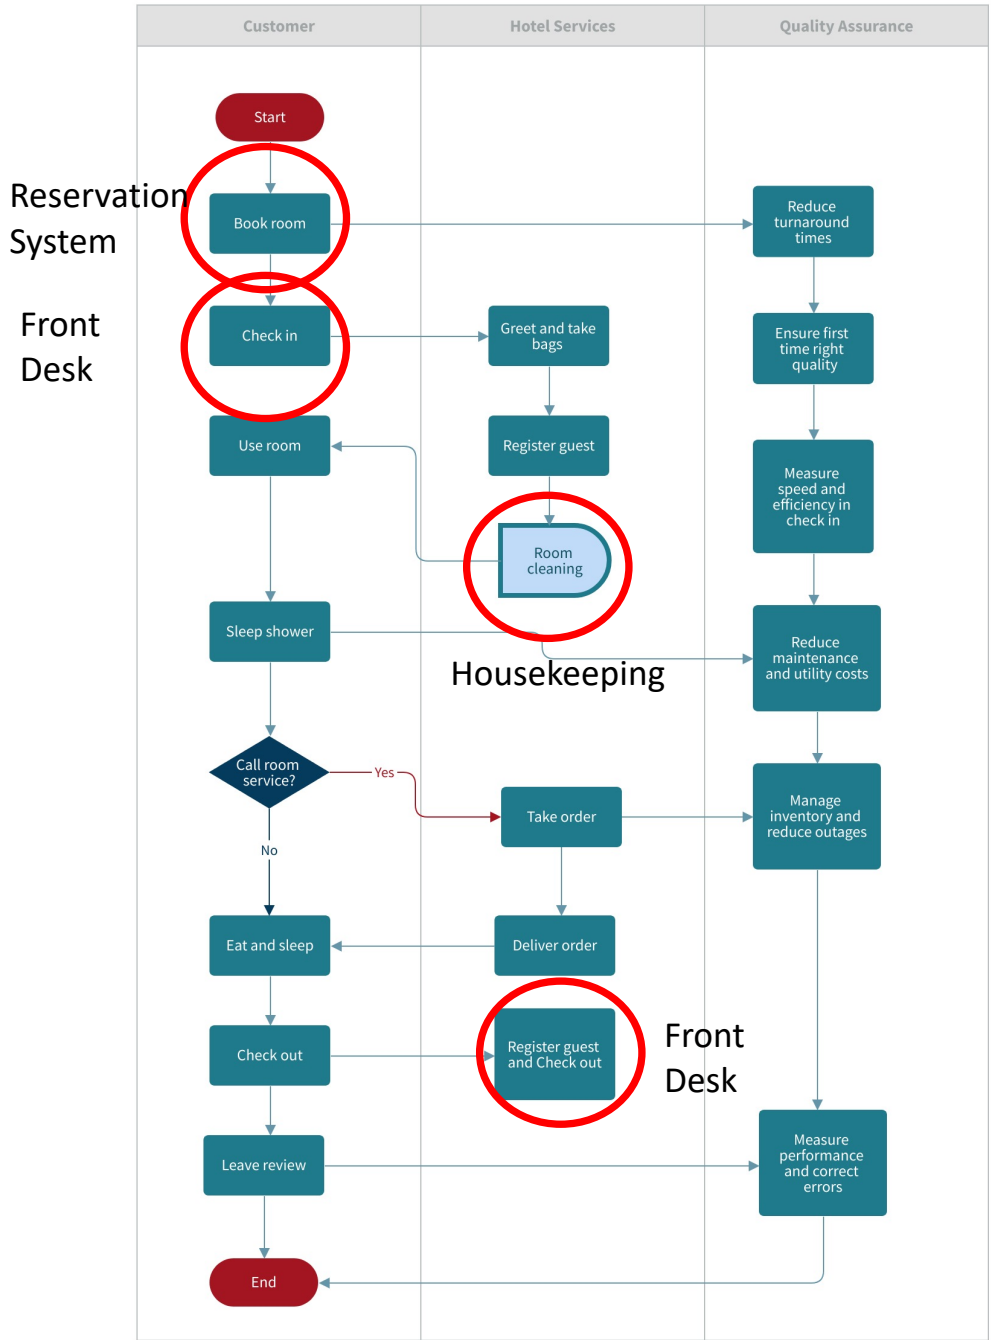 Customer
Hotel Services
Quality Assurance
Start
Reservation
System
Book room
Reduce
turnaround
times
Front
Desk
Check in
Greet and take
bags
Ensure first
time right
quality
Use room
Register guest
Measure
speed and
efficiency in
check in
Room
cleaning
Housekeeping
Sleep shower
Reduce
maintenance
and utility costs
Call room
service?
Yes
No
Take order
Manage
inventory and
reduce outages
Eat and sleep
Deliver order
Check out
Register guest
and Check out
Front
Desk
Leave review
Measure
performance
and correct
errors
End